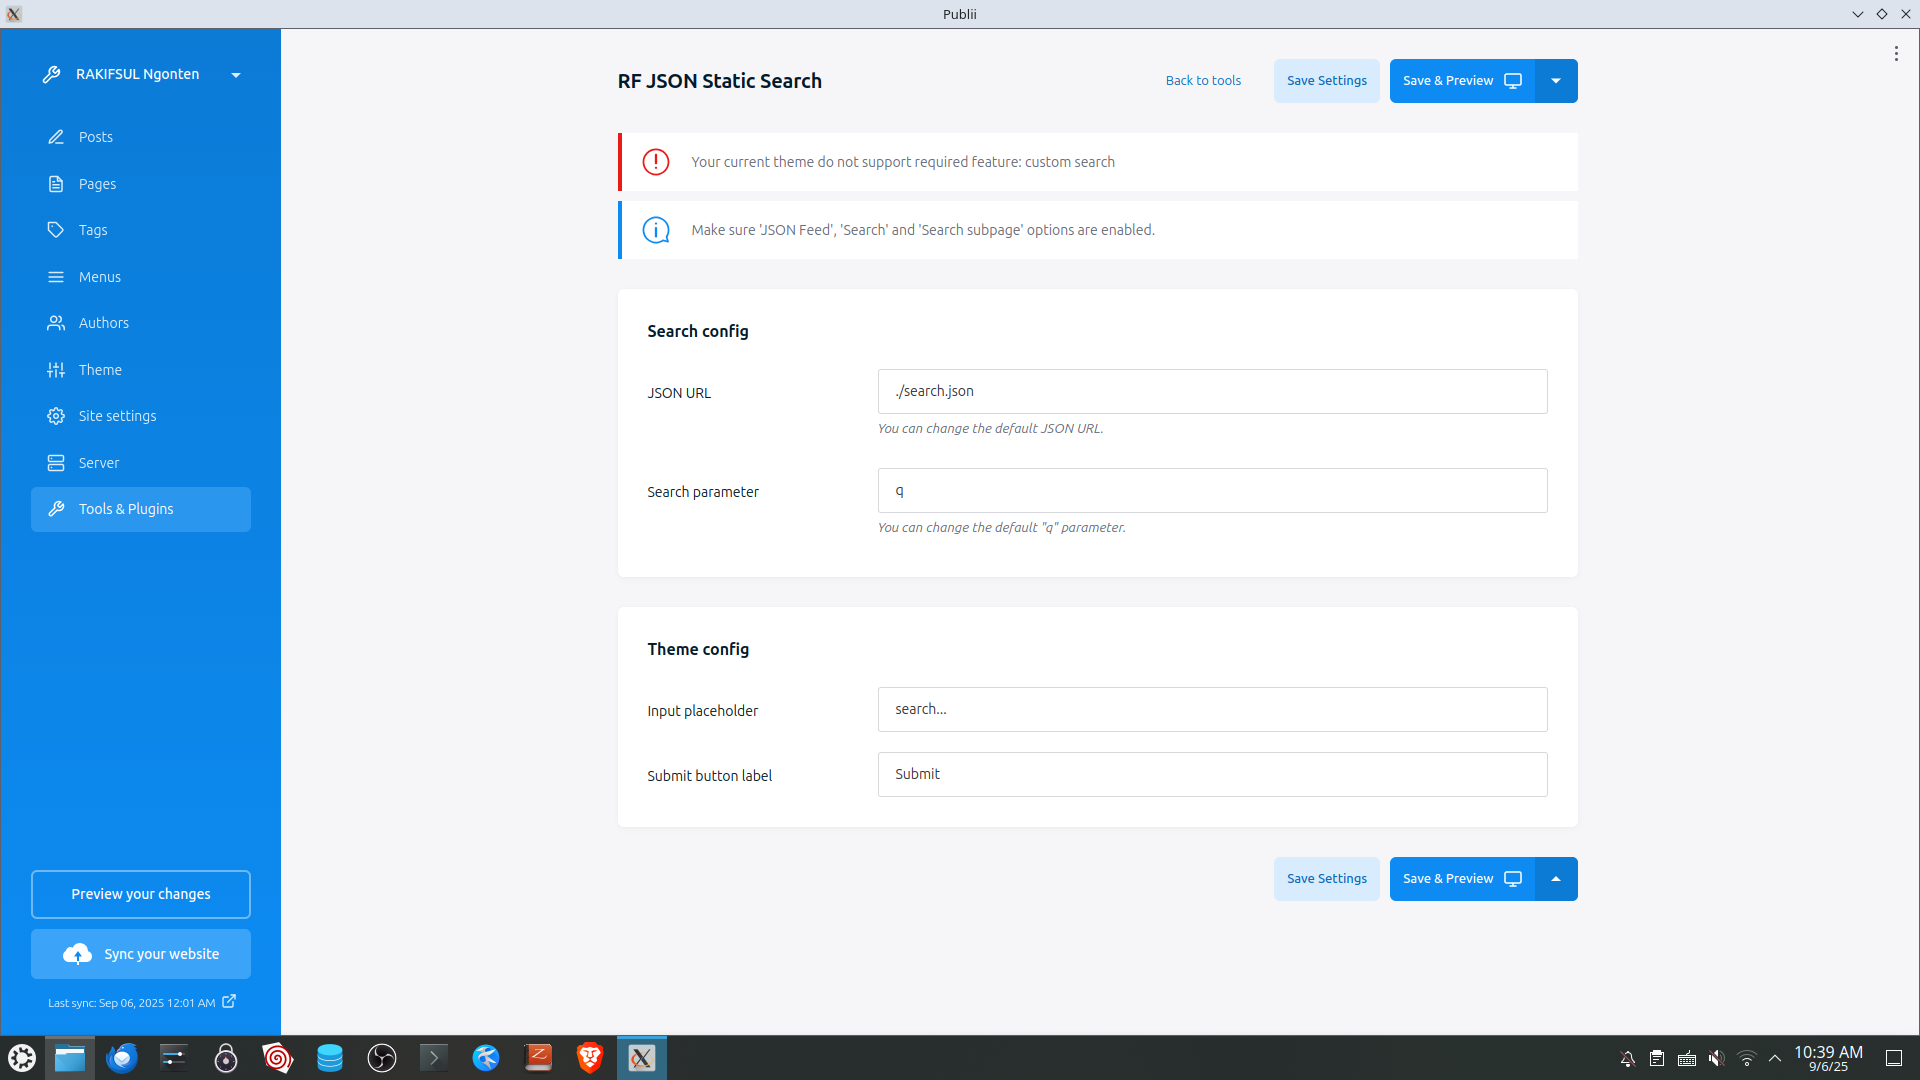 Publii
RAKIFSUL Ngonten
Posts
Pages
Tags
Menus
Authors
Theme
Site settings
Server
Tools & Plugins
Preview your changes
Sync your website
Last sync: Sep 06, 2025 12:01 AM
RF JSON Static Search
Back to tools
Save Settings
Save & Preview
Your current theme do not support required feature: custom search
Make sure 'JSON Feed', 'Search' and 'Search subpage' options are enabled.
Search config
JSON URL
./search.json
You can change the default JSON URL.
Search parameter
q
You can change the default "q" parameter.
Theme config
Input placeholder
search...
Submit button label
Submit
Save Settings
Save & Preview
10:39 AM
9/6/25